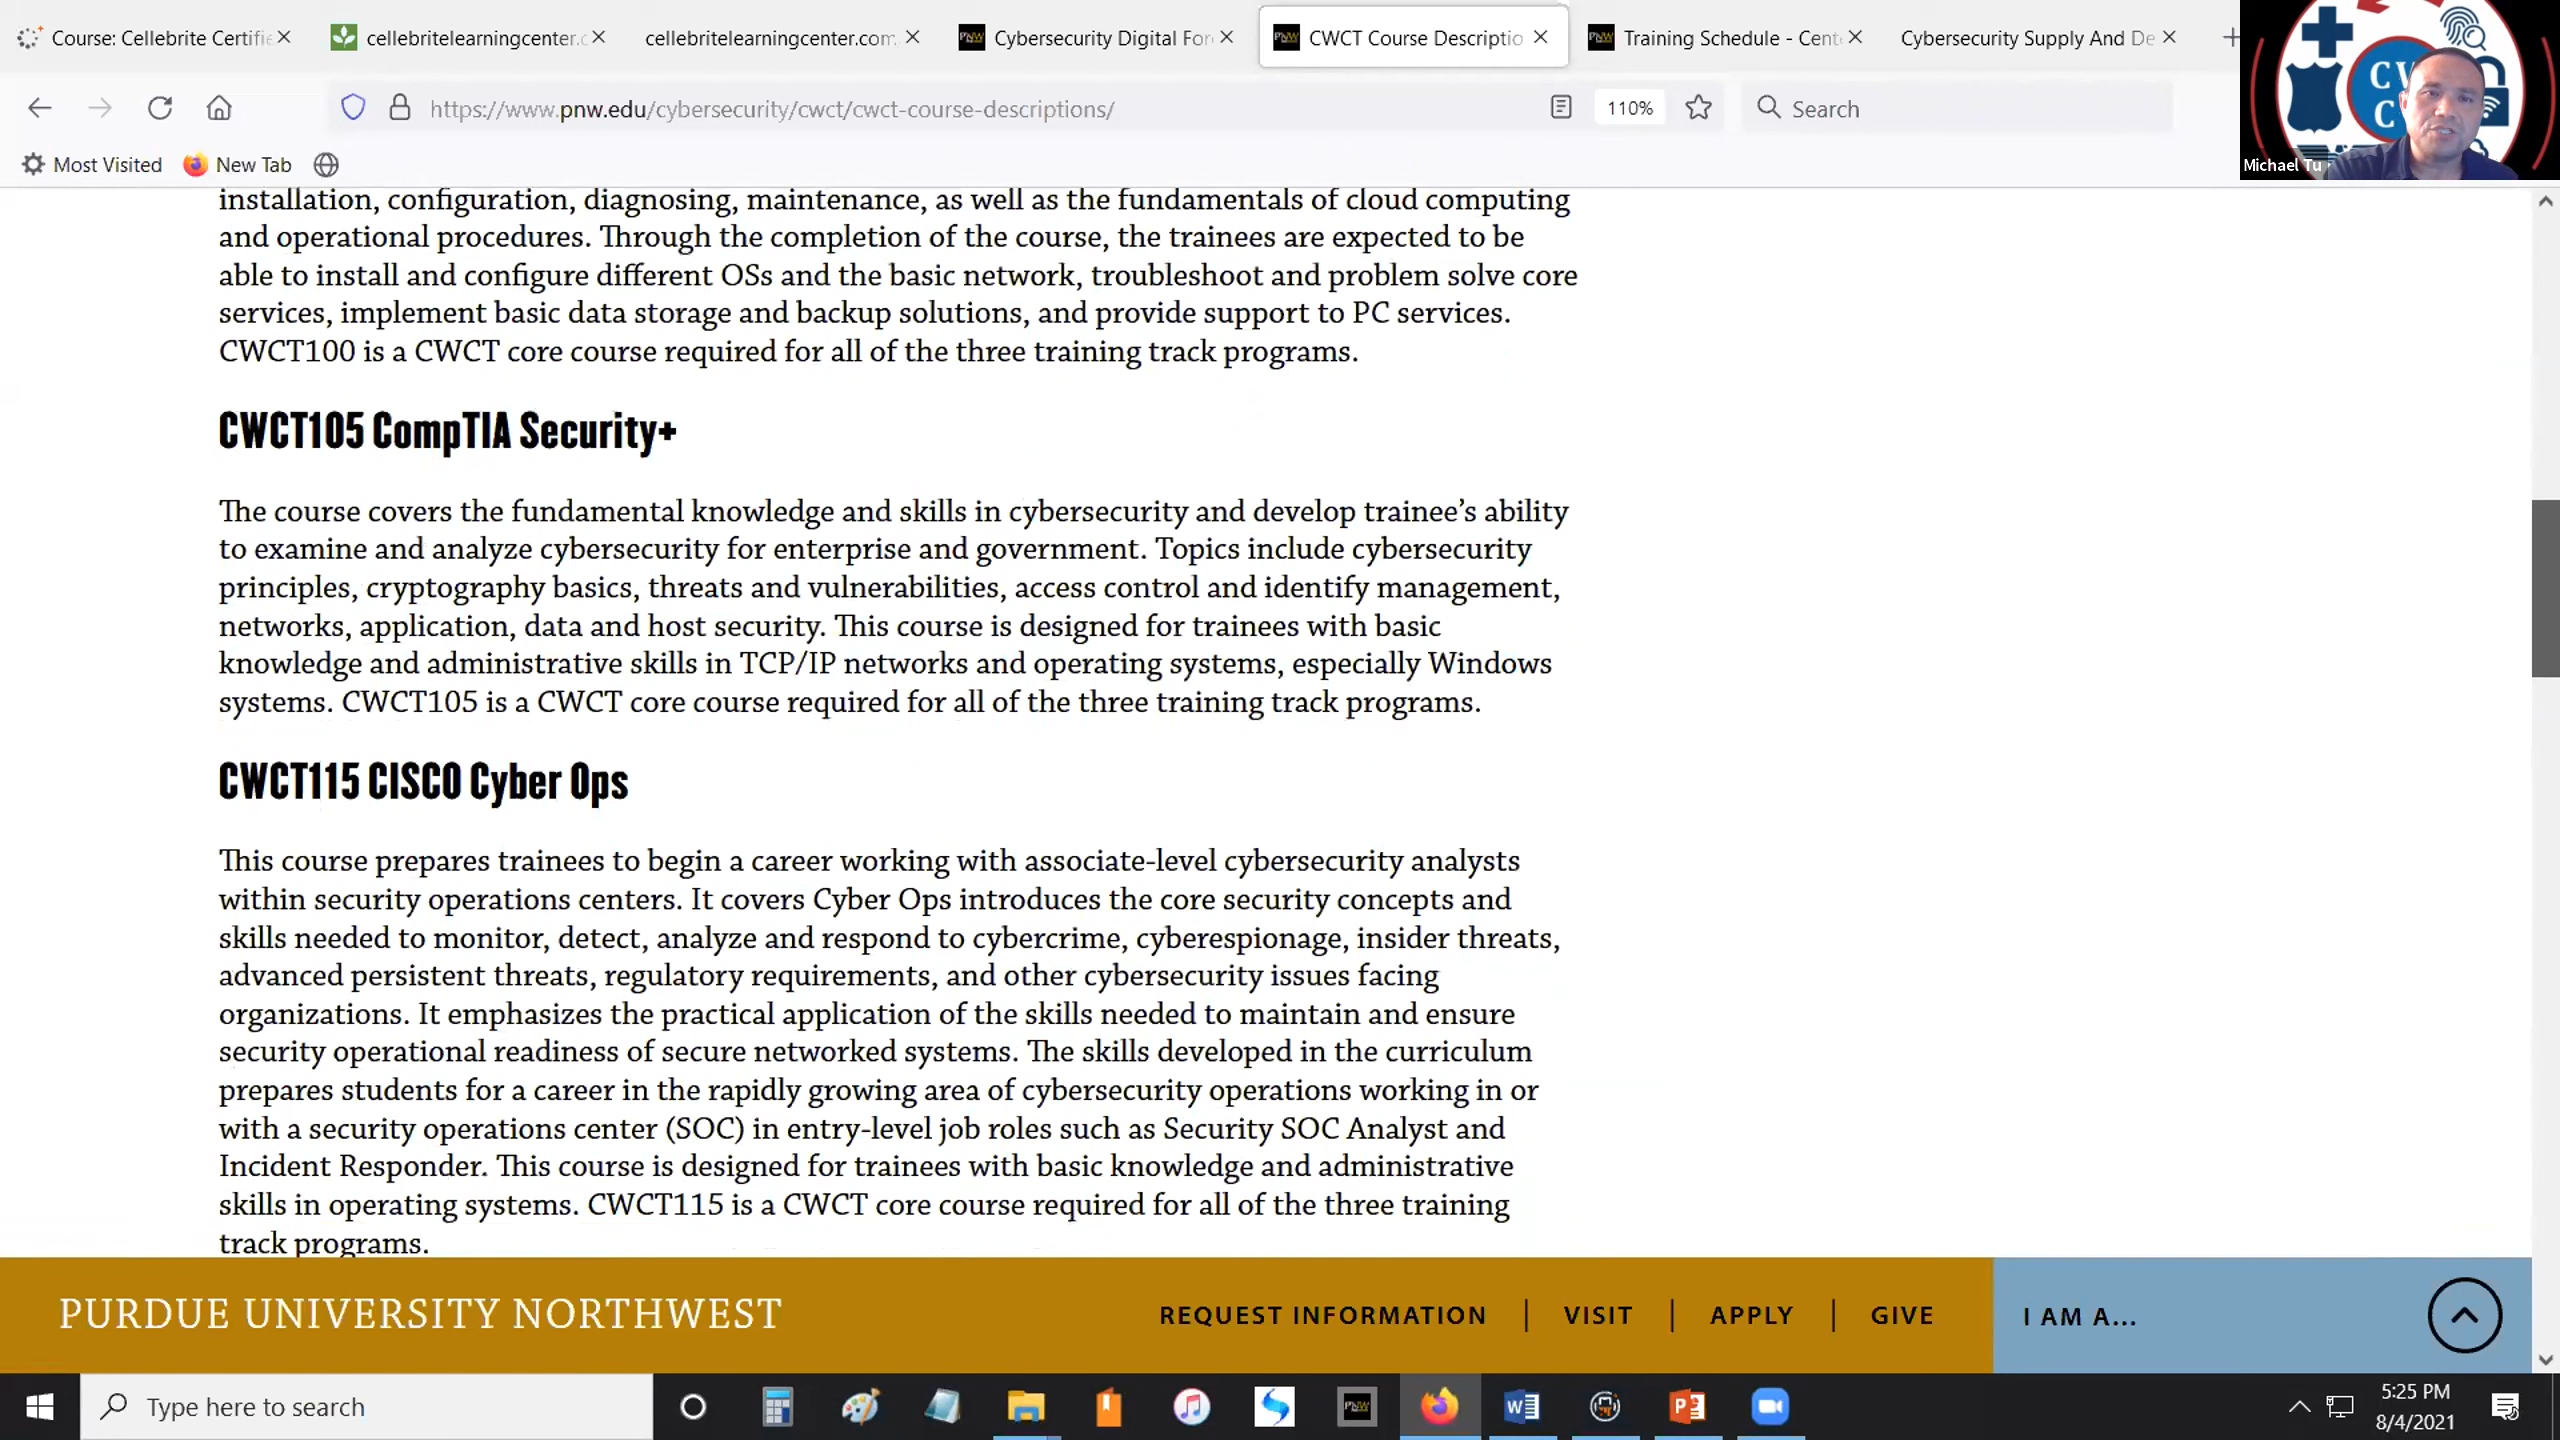 Course: Cellebrite Certifie
cellebritelearningcenter.c
cellebritelearningcenter.com
Cybersecurity Digital For
CWCT Course Descriptio
Training Schedule - Cent
Cybersecurity Supply And De
https://www.pnw.edu/cybersecurity/cwct/cwct-course-descriptions/
110%
Search
Most Visited
New Tab
Michael Tu
installation, configuration, diagnosing, maintenance, as well as the fundamentals of cloud computing
and operational procedures. Through the completion of the course, the trainees are expected to be
able to install and configure different OSs and the basic network, troubleshoot and problem solve core
services, implement basic data storage and backup solutions, and provide support to PC services.
CWCT100 is a CWCT core course required for all of the three training track programs.
CWCT105 CompTIA Security+
The course covers the fundamental knowledge and skills in cybersecurity and develop trainee’s ability
to examine and analyze cybersecurity for enterprise and government. Topics include cybersecurity
principles, cryptography basics, threats and vulnerabilities, access control and identify management,
networks, application, data and host security. This course is designed for trainees with basic
knowledge and administrative skills in TCP/IP networks and operating systems, especially Windows
systems. CWCT105 is a CWCT core course required for all of the three training track programs.
CWCT115 CISCO Cyber Ops
This course prepares trainees to begin a career working with associate-level cybersecurity analysts
within security operations centers. It covers Cyber Ops introduces the core security concepts and
skills needed to monitor, detect, analyze and respond to cybercrime, cyberespionage, insider threats,
advanced persistent threats, regulatory requirements, and other cybersecurity issues facing
organizations. It emphasizes the practical application of the skills needed to maintain and ensure
security operational readiness of secure networked systems. The skills developed in the curriculum
prepares students for a career in the rapidly growing area of cybersecurity operations working in or
with a security operations center (SOC) in entry-level job roles such as Security SOC Analyst and
Incident Responder. This course is designed for trainees with basic knowledge and administrative
skills in operating systems. CWCT115 is a CWCT core course required for all of the three training
track programs.
PURDUE UNIVERSITY NORTHWEST
REQUEST INFORMATION | VISIT | APPLY | GIVE
I AM A...
Type here to search
5:25 PM
8/4/2021